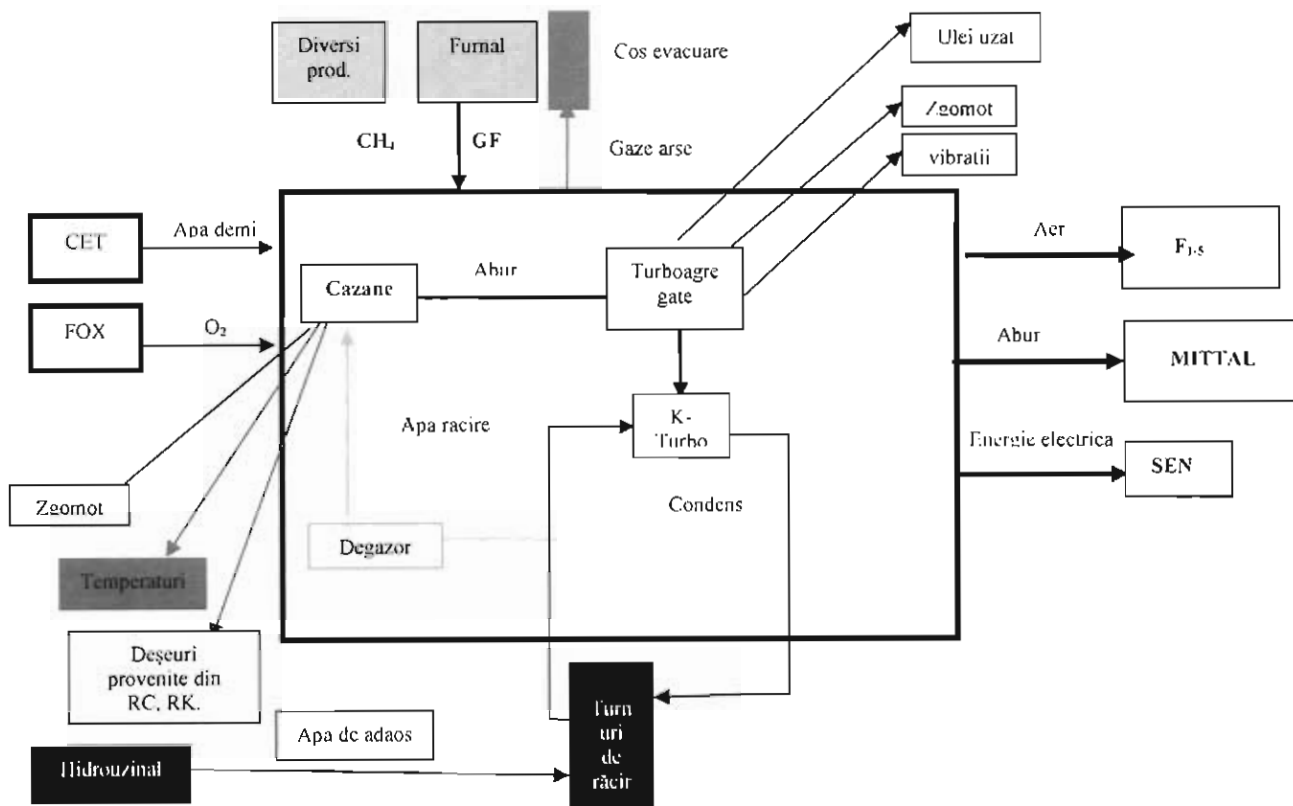 Diversi
prod.
Furnal
Cos evacuare
Ulei uzat
Zgomot
CH₄
GF
Gaze arse
vibratii
CET
Apa demi
Aer
F₁₋₅
Cazane
Abur
Turboagre
gate
FOX
O₂
Abur
MITTAL
Apa racire
K-
Turbo
Energie electrica
SEN
Zgomot
Condens
Degazor
Temperaturi
Deșeuri
provenite din
RC, RK.
Turn
uri
de
răcir
Apa de adaos
Hidrouzinal